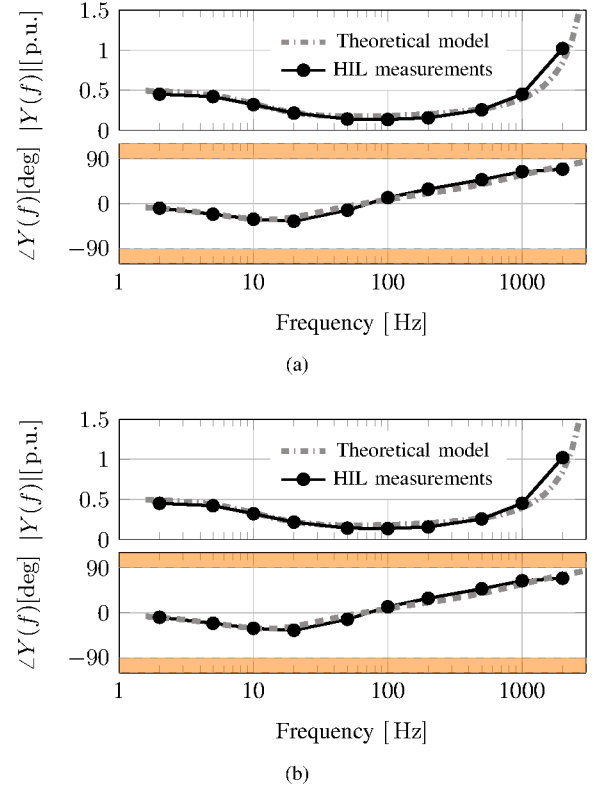 |Y(f)|[p.u.]
1.5
1
0.5
0
Theoretical model
HIL measurements
∠Y(f)[deg]
90
0
−90
1 10 100 1000
Frequency [Hz]
(a)
|Y(f)|[p.u.]
1.5
1
0.5
0
Theoretical model
HIL measurements
∠Y(f)[deg]
90
0
−90
1 10 100 1000
Frequency [Hz]
(b)